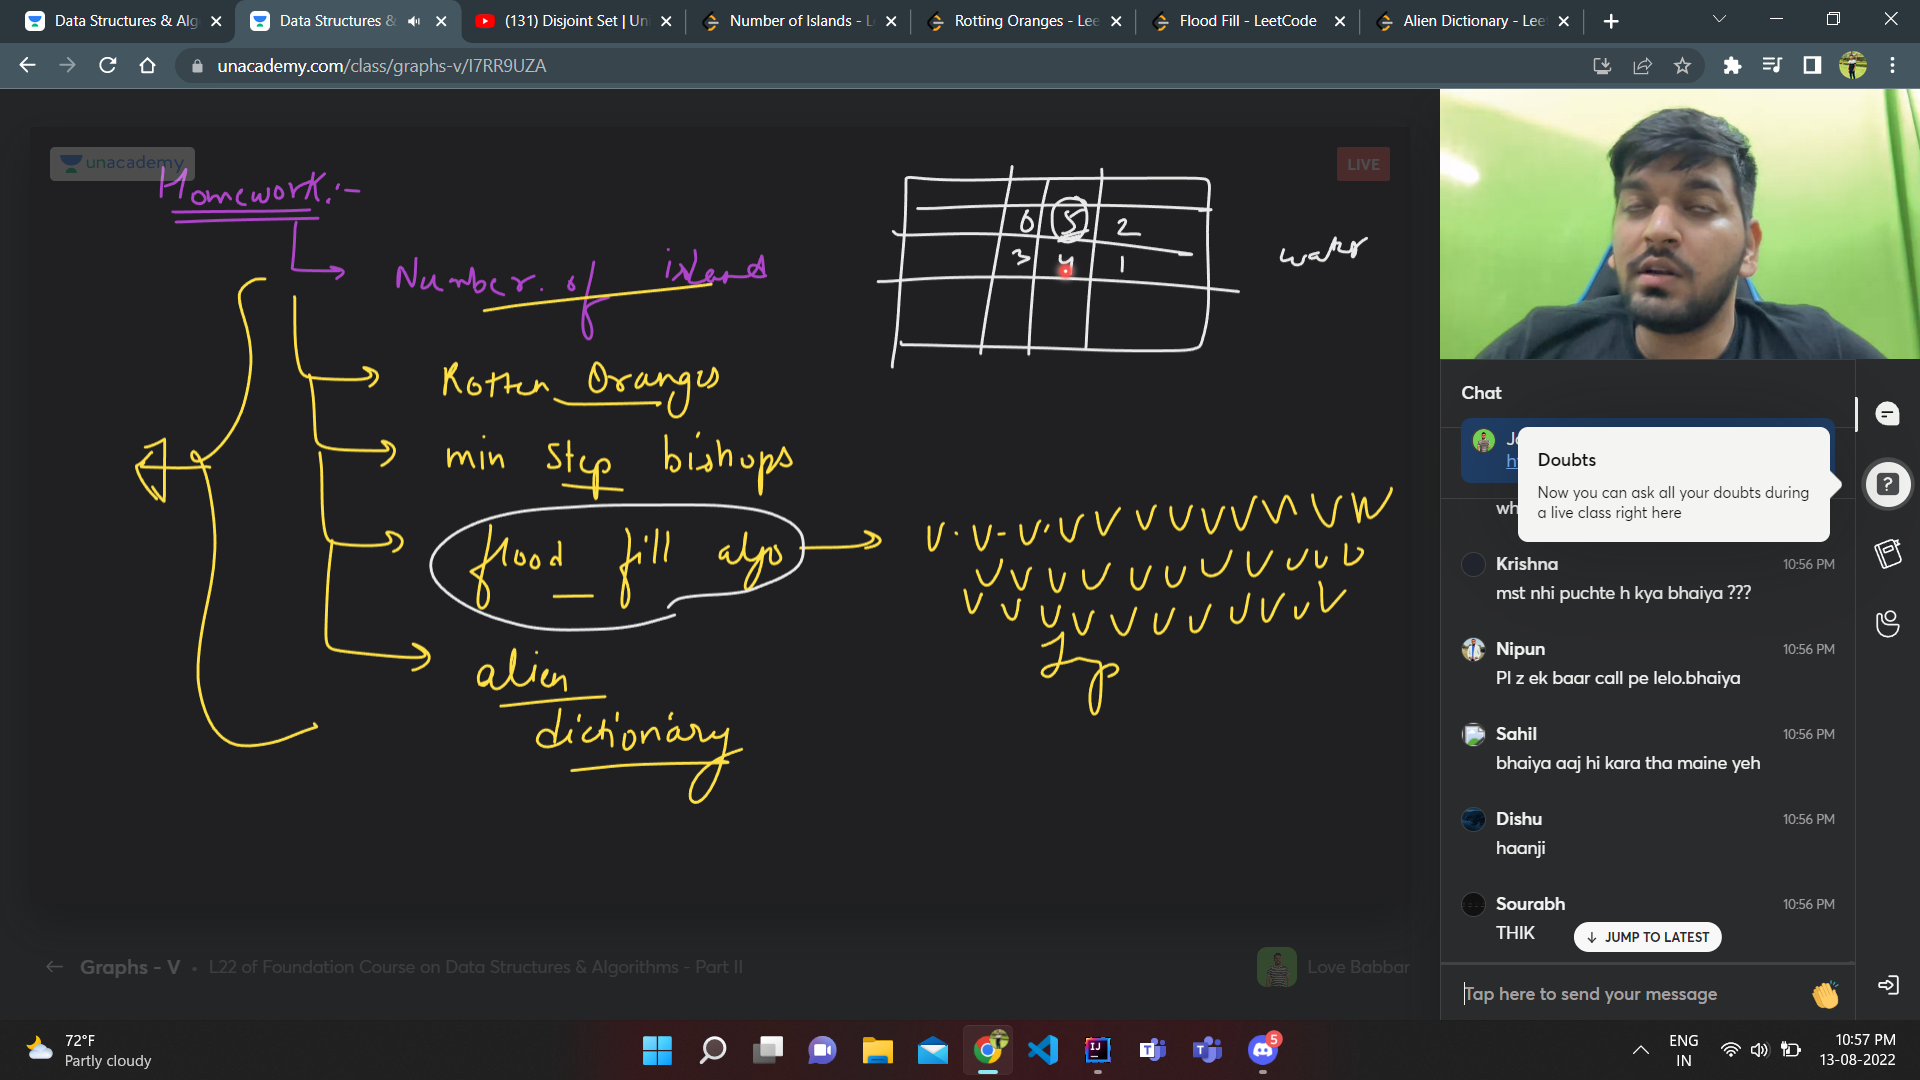 Data Structures & Alg
Data Structures &
(131) Disjoint Set | Un
Number of Islands - L
Rotting Oranges - Lee
Flood Fill - LeetCode
Alien Dictionary - Leet
unacademy.com/class/graphs-v/I7RR9UZA
unacademy
LIVE
Homework:-
Number of island
Rotten Oranges
min step bishops
flood fill algo
alien
dictionary
6 5 2
3 4 1
water
V V V V V V V V V V V V
V V V V V V V V V V V
V V V V V V V V V V V
Imp
Graphs - V • L22 of Foundation Course on Data Structures & Algorithms - Part II
Love Babbar
Chat
Jo
ht
Doubts
Now you can ask all your doubts during
a live class right here
wh
Krishna 10:56 PM
mst nhi puchte h kya bhaiya ???
Nipun 10:56 PM
Pl z ek baar call pe lelo.bhaiya
Sahil 10:56 PM
bhaiya aaj hi kara tha maine yeh
Dishu 10:56 PM
haanji
Sourabh 10:56 PM
THIK
JUMP TO LATEST
Tap here to send your message
72°F
Partly cloudy
5
ENG
IN
10:57 PM
13-08-2022